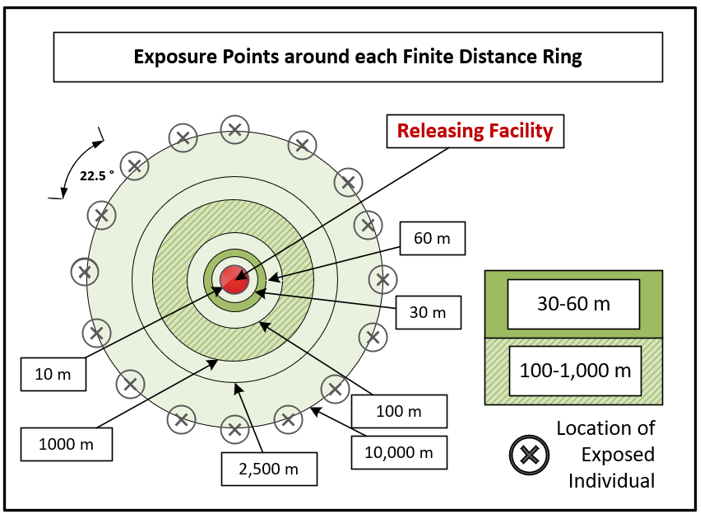 Exposure Points around each Finite Distance Ring
Releasing Facility
22.5 °
60 m
30 m
10 m
100 m
1000 m
10,000 m
2,500 m
30-60 m
100-1,000 m
Location of
Exposed
Individual